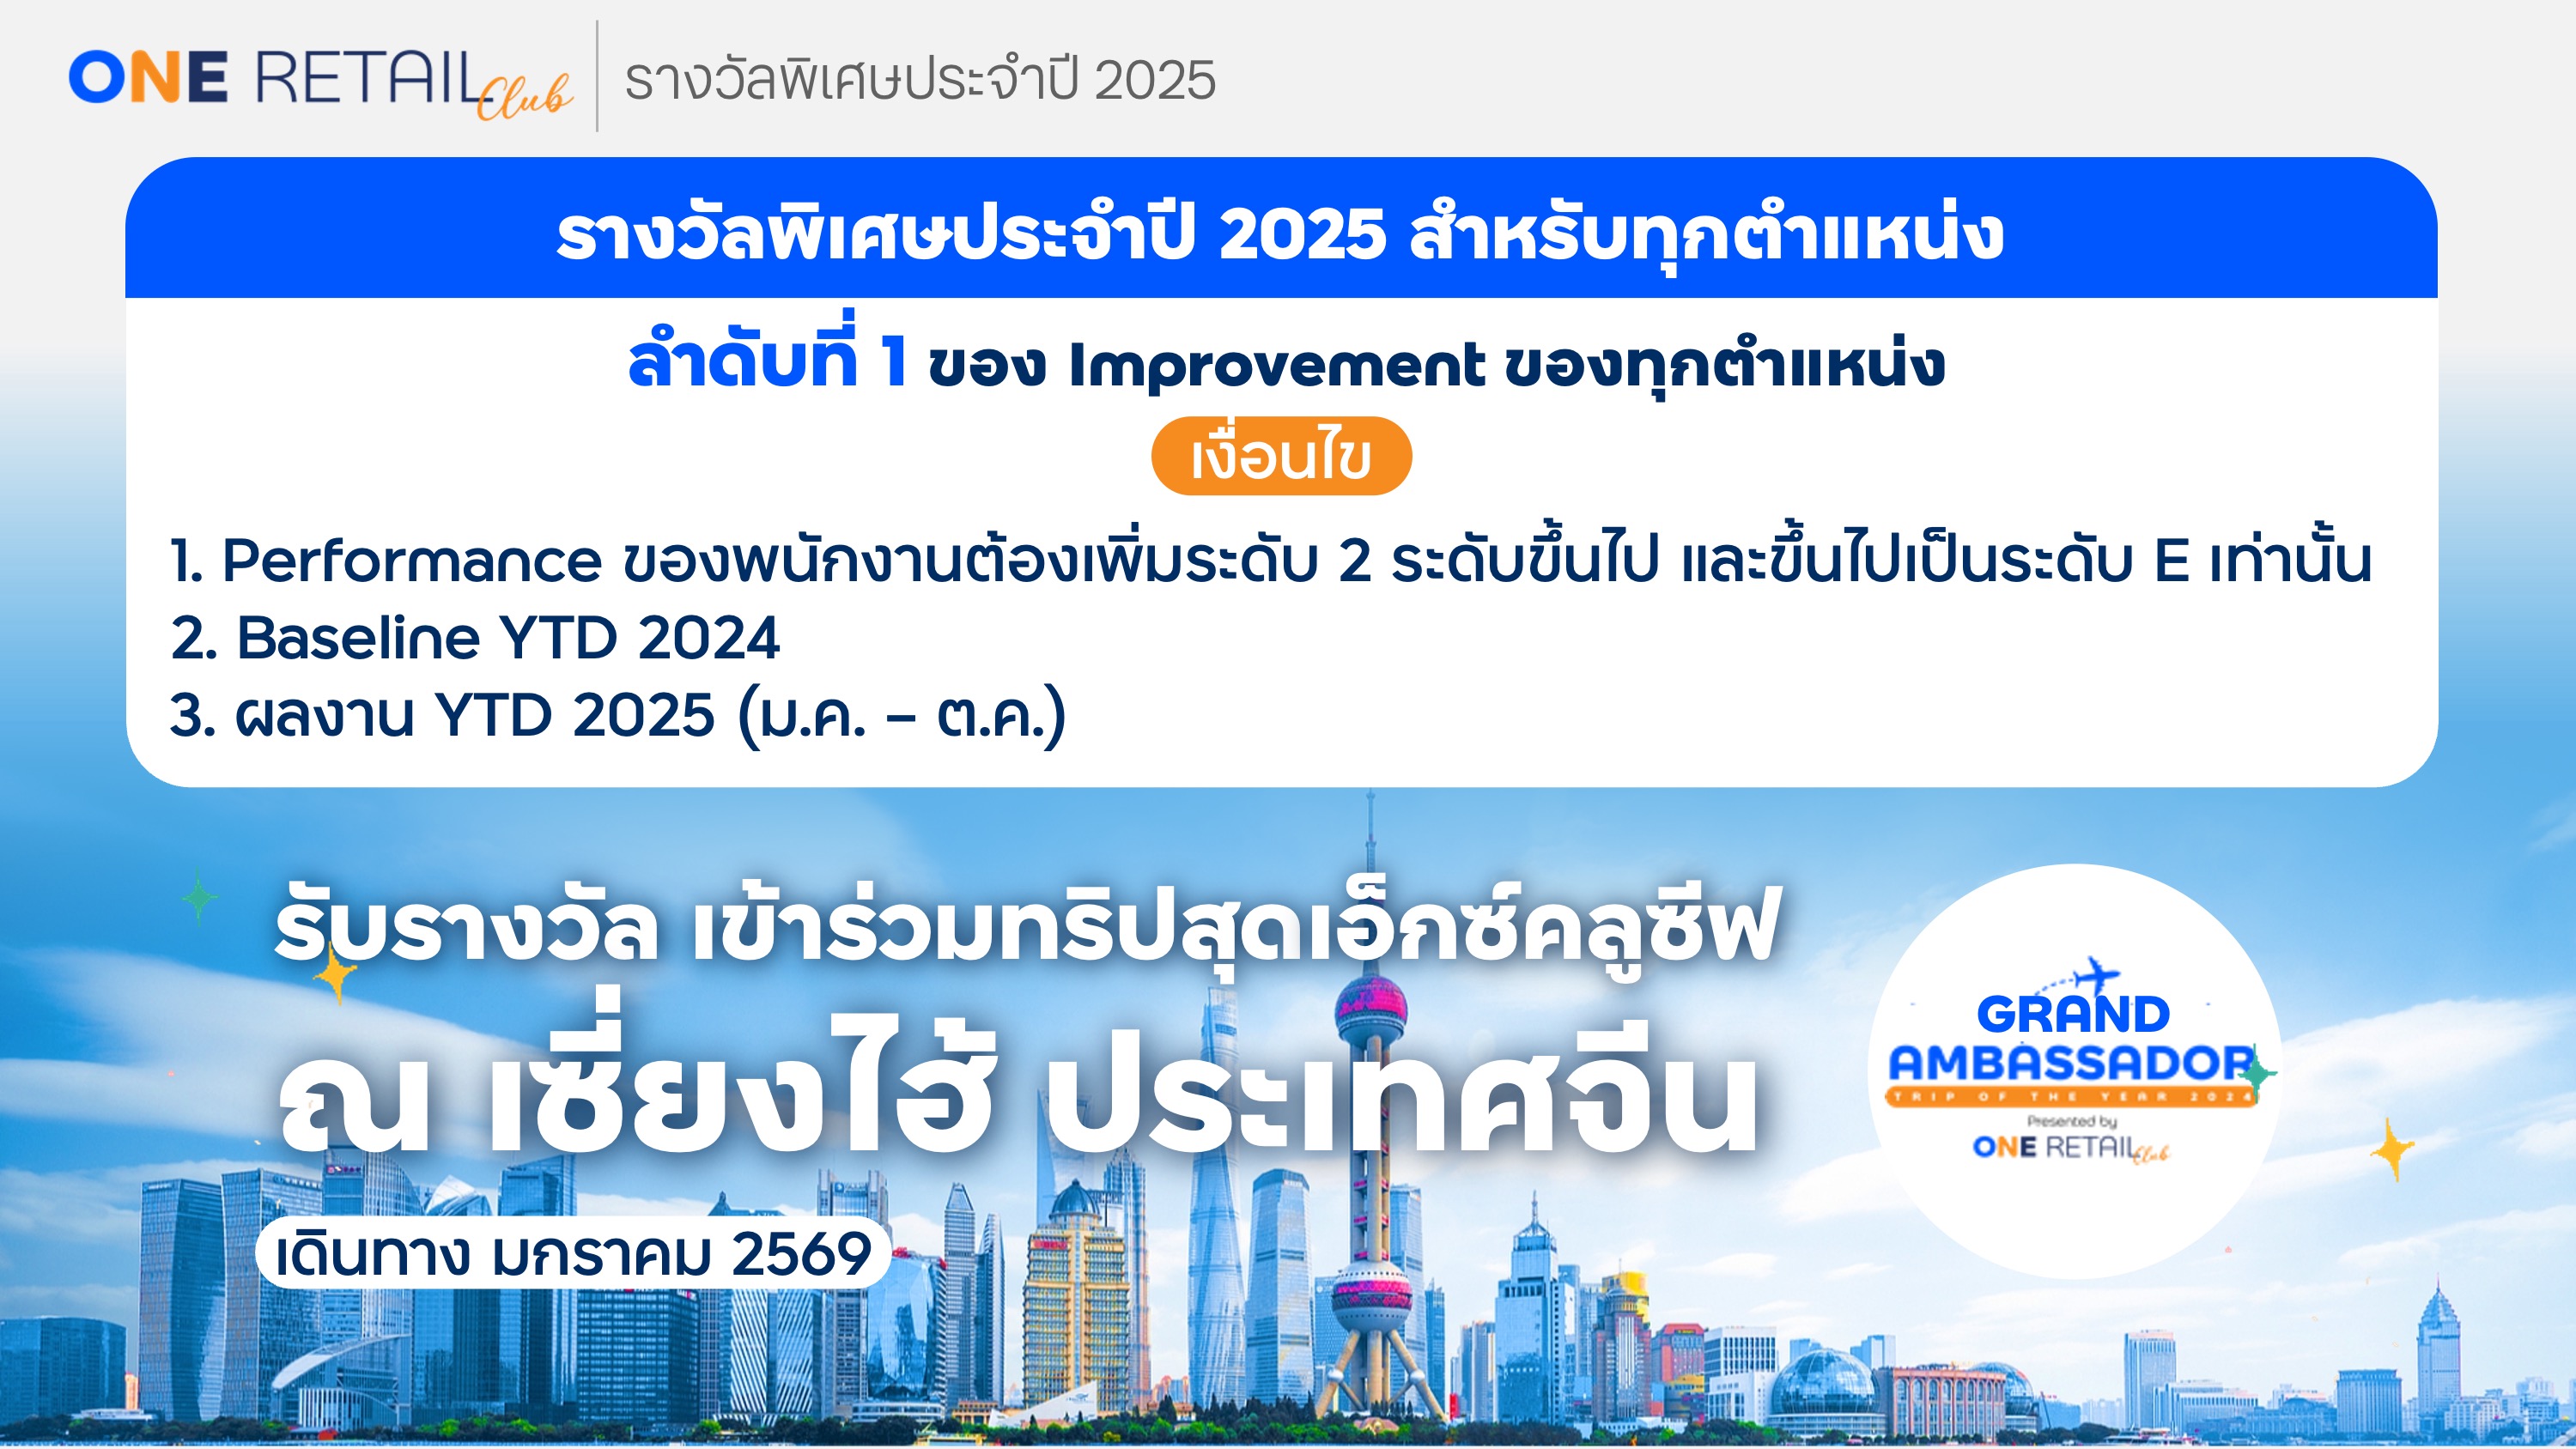 ONE RETAIL Club
รางวัลพิเศษประจำปี 2025
รางวัลพิเศษประจำปี 2025 สำหรับทุกตำแหน่ง
ลำดับที่ 1 ของ Improvement ของทุกตำแหน่ง
เงื่อนไข
1. Performance ของพนักงานต้องเพิ่มระดับ 2 ระดับขึ้นไป และขึ้นไปเป็นระดับ E เท่านั้น
2. Baseline YTD 2024
3. ผลงาน YTD 2025 (ม.ค. – ต.ค.)
รับรางวัล เข้าร่วมทริปสุดเอ็กซ์คลูซีฟ
ณ เซี่ยงไฮ้ ประเทศจีน
เดินทาง มกราคม 2569
GRAND
AMBASSADOR
TRIP OF THE YEAR 2024
Presented by
ONE RETAIL Club